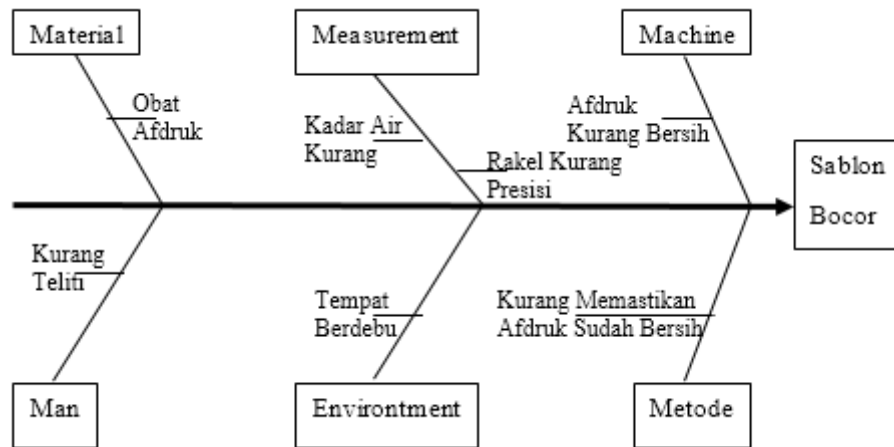 Material
Measurement
Machine
Obat
Afdruk
Kadar Air
Kurang
Rakel Kurang
Presisi
Afdruk
Kurang Bersih
Sablon
Bocor
Kurang
Teliti
Tempat
Berdebu
Kurang Memastikan
Afdruk Sudah Bersih
Man
Environtment
Metode